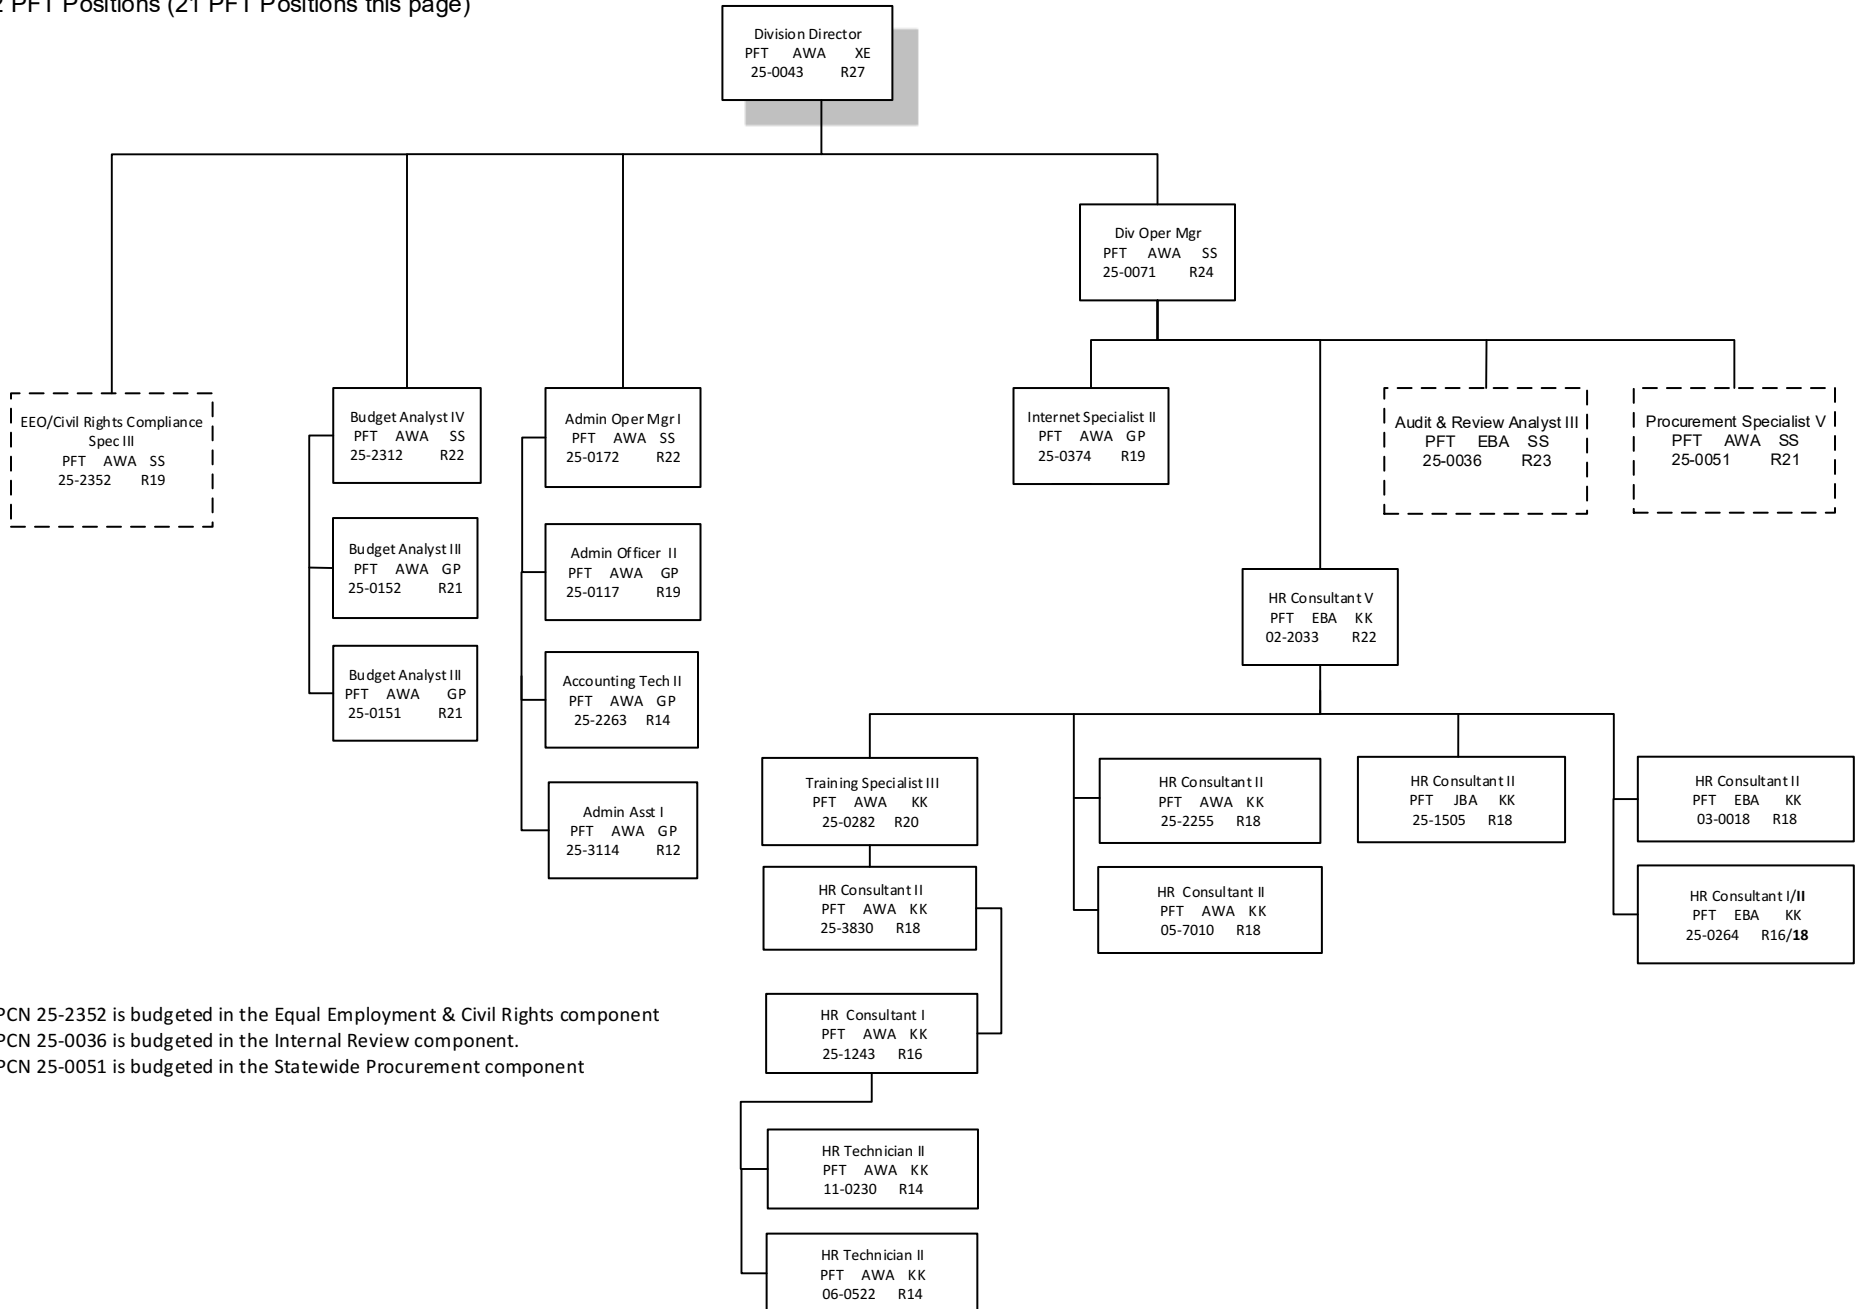 2 PFT Positions (21 PFT Positions this page)
Division Director
PFT AWA XE
25-0043 R27
Div Oper Mgr
PFT AWA SS
25-0071 R24
EEO/Civil Rights Compliance
Spec III
PFT AWA SS
25-2352 R19
Budget Analyst IV
PFT AWA SS
25-2312 R22
Budget Analyst III
PFT AWA GP
25-0152 R21
Budget Analyst III
PFT AWA GP
25-0151 R21
Admin Oper Mgr I
PFT AWA SS
25-0172 R22
Admin Officer II
PFT AWA GP
25-0117 R19
Accounting Tech II
PFT AWA GP
25-2263 R14
Admin Asst I
PFT AWA GP
25-3114 R12
Internet Specialist II
PFT AWA GP
25-0374 R19
Audit & Review Analyst III
PFT EBA SS
25-0036 R23
Procurement Specialist V
PFT AWA SS
25-0051 R21
HR Consultant V
PFT EBA KK
02-2033 R22
Training Specialist III
PFT AWA KK
25-0282 R20
HR Consultant II
PFT AWA KK
25-3830 R18
HR Consultant I
PFT AWA KK
25-1243 R16
HR Technician II
PFT AWA KK
11-0230 R14
HR Technician II
PFT AWA KK
06-0522 R14
HR Consultant II
PFT AWA KK
25-2255 R18
HR Consultant II
PFT AWA KK
05-7010 R18
HR Consultant II
PFT JBA KK
25-1505 R18
HR Consultant II
PFT EBA KK
03-0018 R18
HR Consultant I/II
PFT EBA KK
25-0264 R16/18
PCN 25-2352 is budgeted in the Equal Employment & Civil Rights component
PCN 25-0036 is budgeted in the Internal Review component.
PCN 25-0051 is budgeted in the Statewide Procurement component